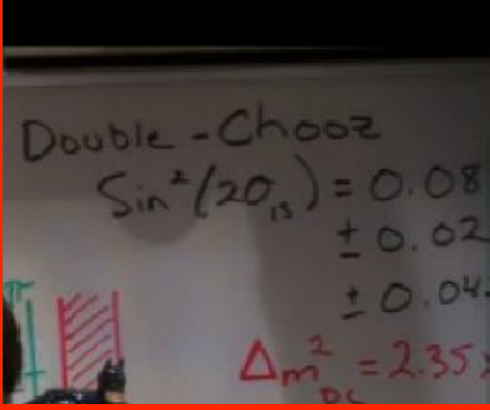 Double - Chooz
Sin²(2θ₁₃) = 0.08
± 0.02
± 0.04
Δm² = 2.35
DC